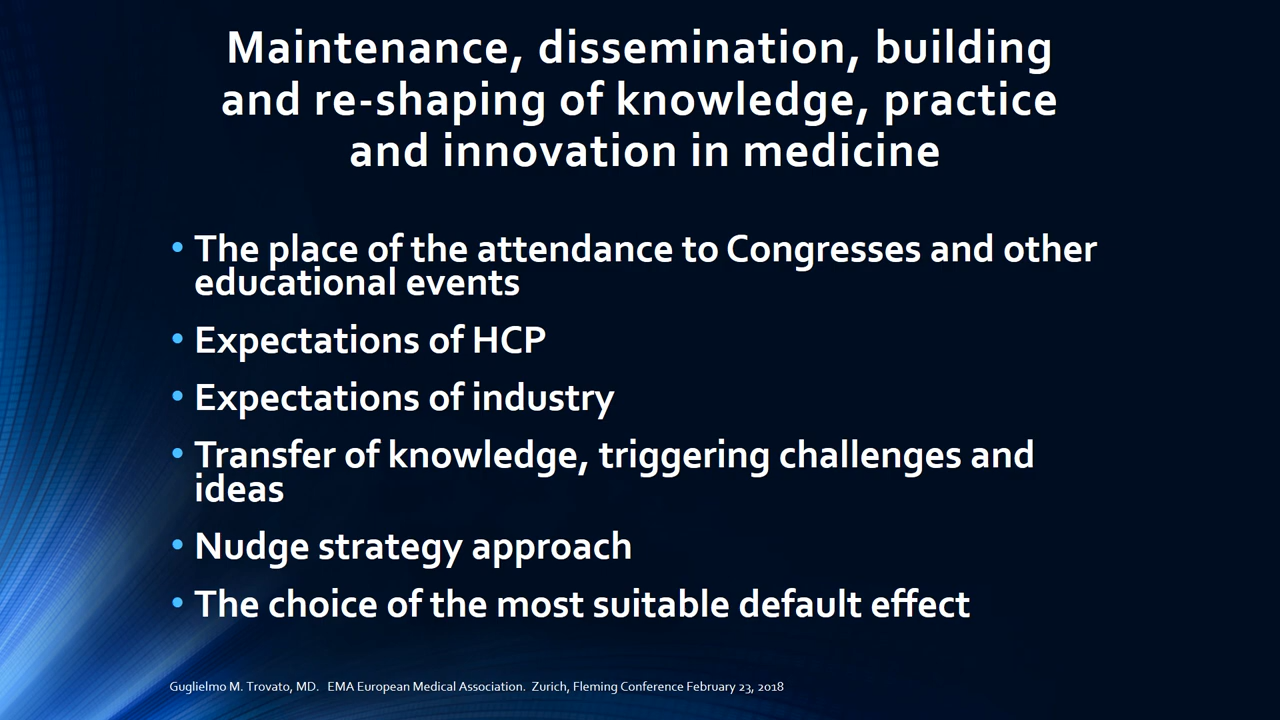 Maintenance, dissemination, building
and re-shaping of knowledge, practice
and innovation in medicine
• The place of the attendance to Congresses and other
educational events
• Expectations of HCP
• Expectations of industry
• Transfer of knowledge, triggering challenges and
ideas
• Nudge strategy approach
• The choice of the most suitable default effect
Guglielmo M. Trovato, MD.   EMA European Medical Association.  Zurich, Fleming Conference February 23, 2018